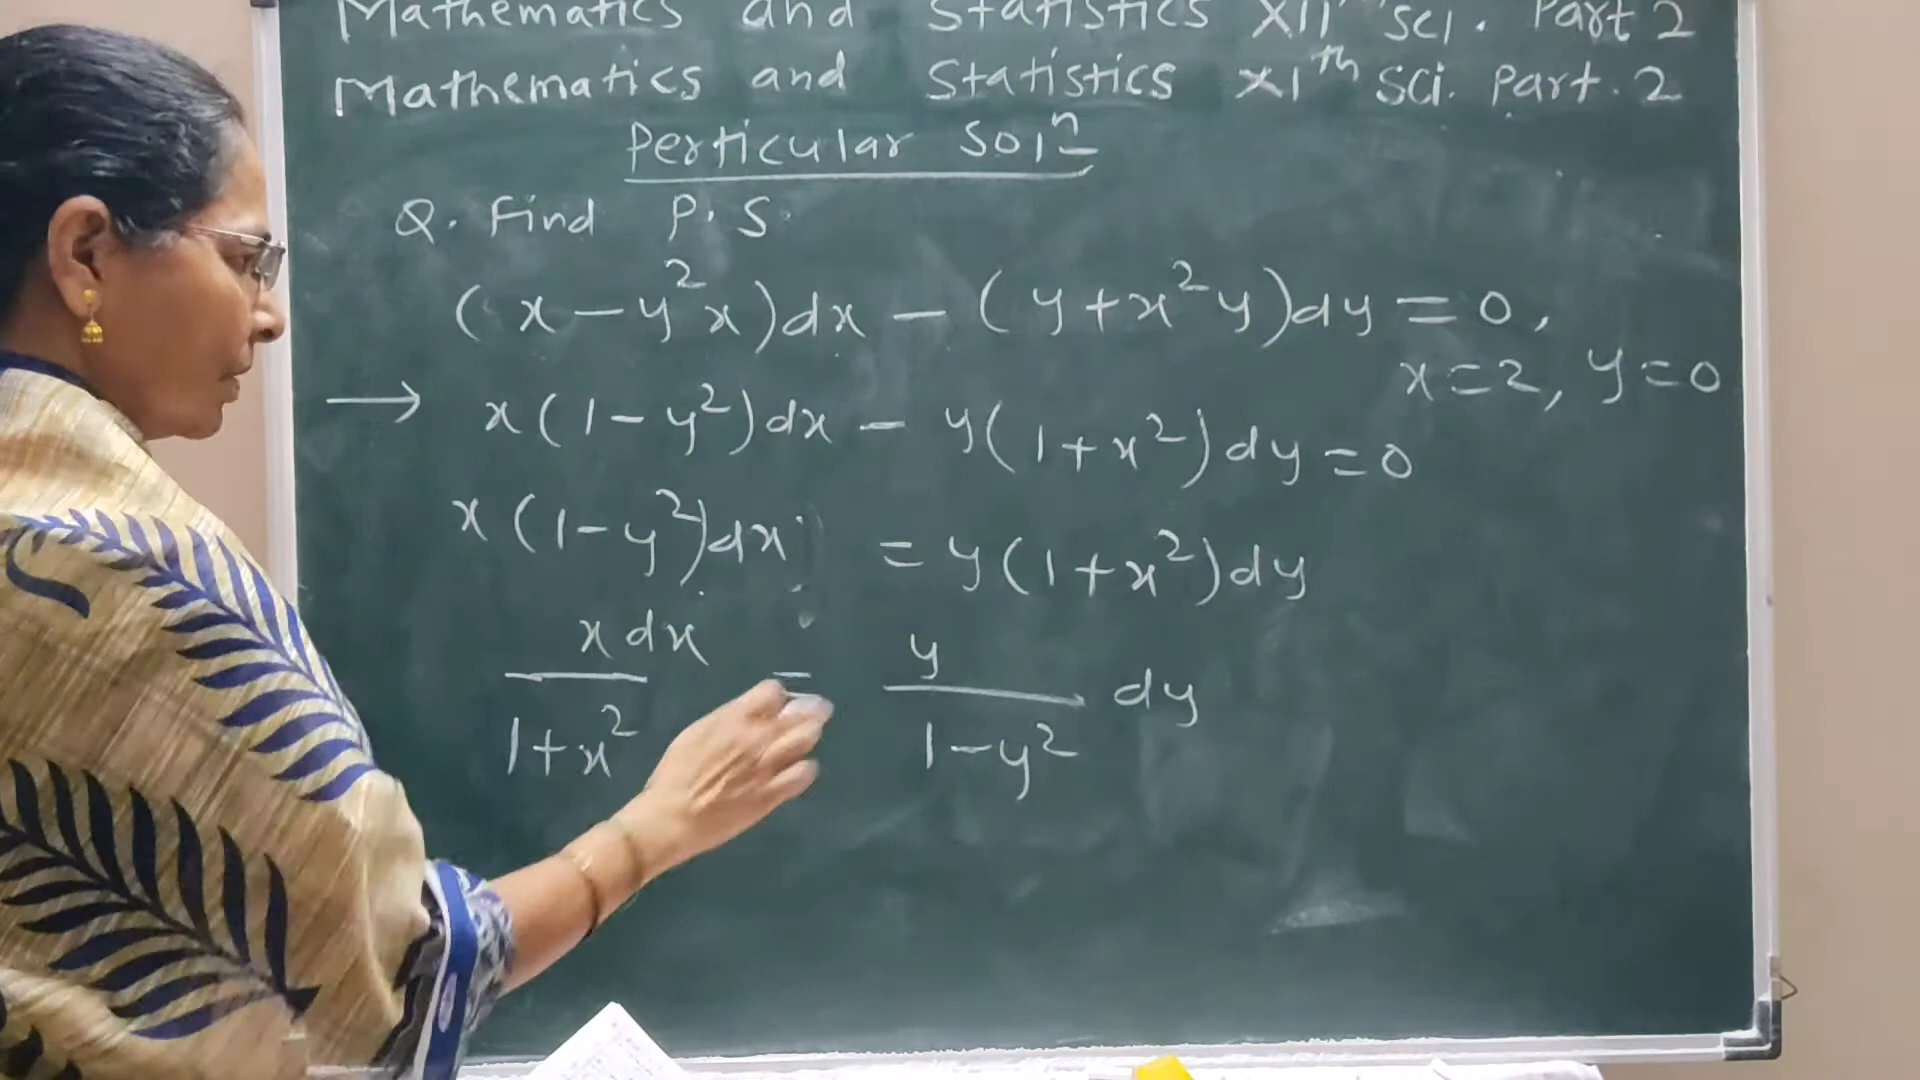 Mathematics and Statistics XIIth Sci. Part 2
Mathematics and Statistics XIth Sci. Part. 2
Perticular Solⁿ
Q. Find P.S.
(x - y²x)dx - (y + x²y)dy = 0,
x = 2, y = 0
→ x(1 - y²)dx - y(1 + x²)dy = 0
x(1 - y²)dx = y(1 + x²)dy
x dx / 1 + x² = y / 1 - y² dy